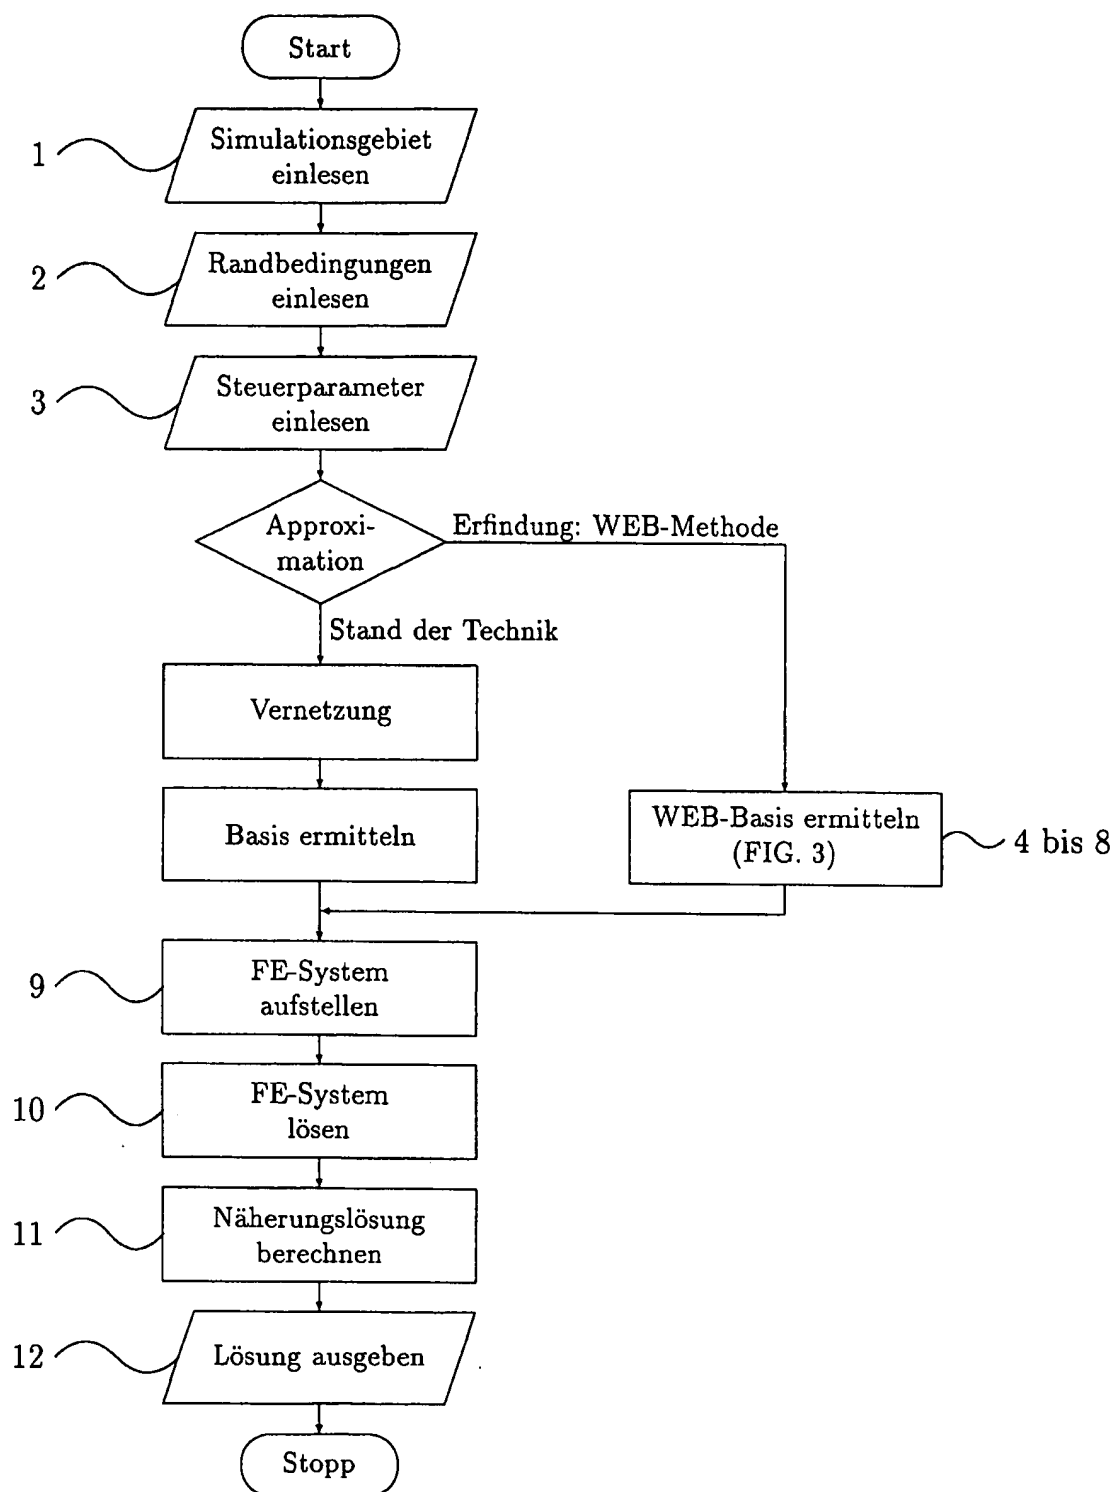 Start
1
Simulationsgebiet
einlesen
2
Randbedingungen
einlesen
3
Steuerparameter
einlesen
Approxi-
mation
Erfindung: WEB-Methode
Stand der Technik
Vernetzung
Basis ermitteln
WEB-Basis ermitteln
(FIG. 3)
4 bis 8
9
FE-System
aufstellen
10
FE-System
lösen
11
Näherungslösung
berechnen
12
Lösung ausgeben
Stopp